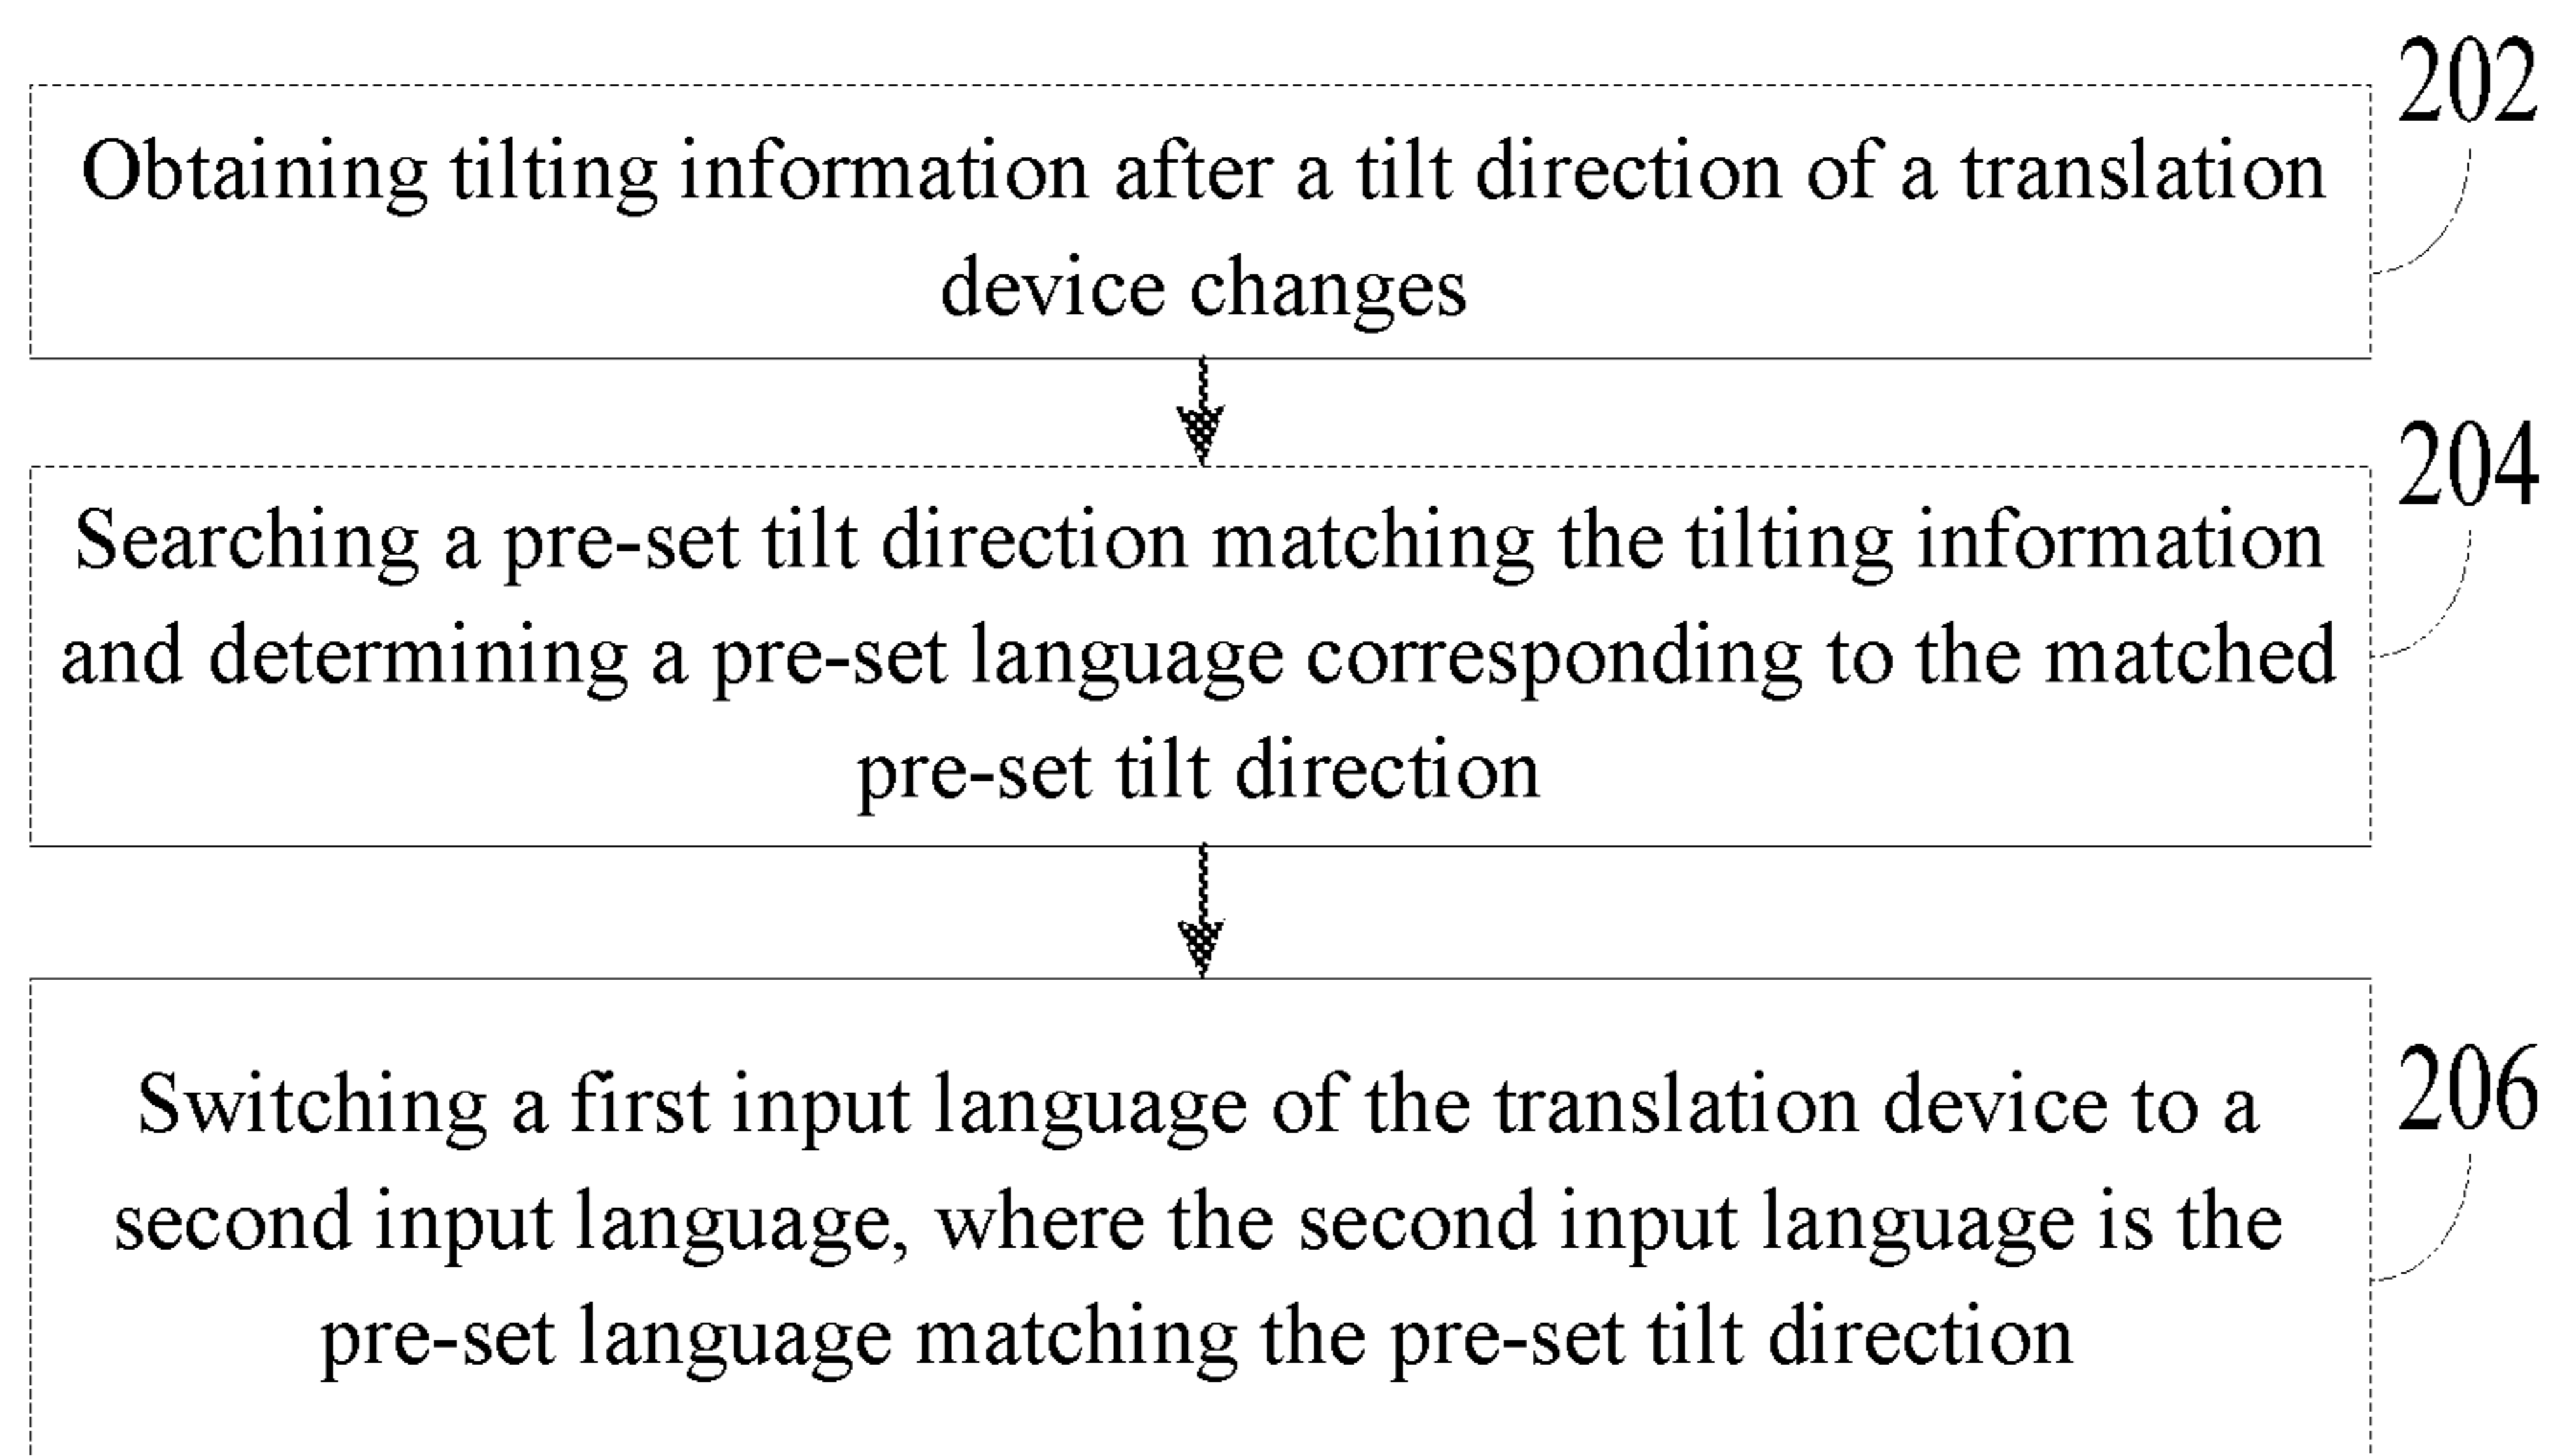 202
Obtaining tilting information after a tilt direction of a translation
device changes
204
Searching a pre-set tilt direction matching the tilting information
and determining a pre-set language corresponding to the matched
pre-set tilt direction
206
Switching a first input language of the translation device to a
second input language, where the second input language is the
pre-set language matching the pre-set tilt direction